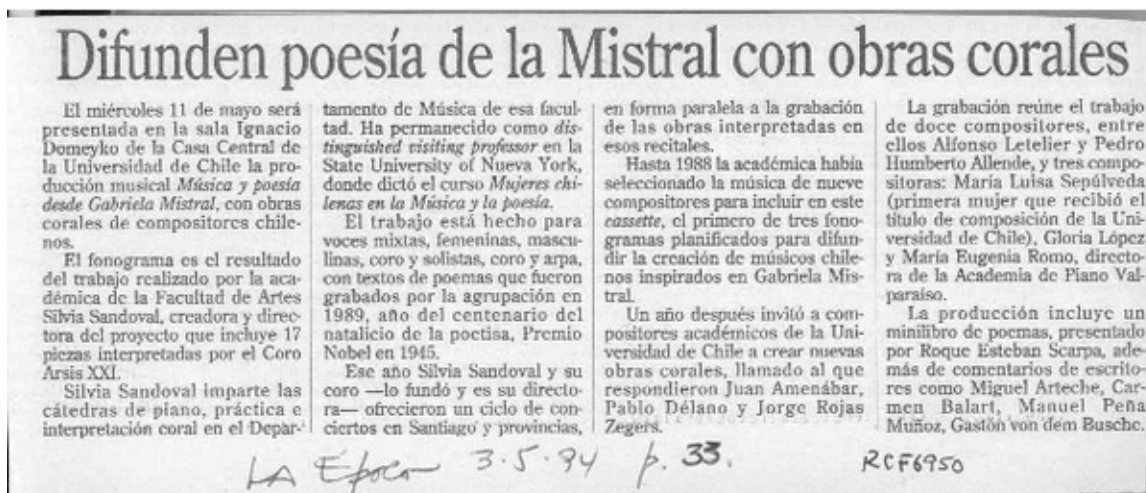 Difunden poesía de la Mistral con obras corales
El miércoles 11 de mayo será
presentada en la sala Ignacio
Domeyko de la Casa Central de
la Universidad de Chile la pro-
ducción musical Música y poesía
desde Gabriela Mistral, con obras
corales de compositores chile-
nos.
El fonograma es el resultado
del trabajo realizado por la aca-
démica de la Facultad de Artes
Silvia Sandoval, creadora y direc-
tora del proyecto que incluye 17
piezas interpretadas por el Coro
Arsis XXI.
Silvia Sandoval imparte las
cátedras de piano, práctica e
interpretación coral en el Depar-
tamento de Música de esa facul-
tad. Ha permanecido como dis-
tinguished visiting professor en la
State University of Nueva York,
donde dictó el curso Mujeres chi-
lenas en la Música y la poesía.
El trabajo está hecho para
voces mixtas, femeninas, mascu-
linas, coro y solistas, coro y arpa,
con textos de poemas que fueron
grabados por la agrupación en
1989, año del centenario del
natalicio de la poetisa, Premio
Nobel en 1945.
Ese año Silvia Sandoval y su
coro —lo fundó y es su directo-
ra— ofrecieron un ciclo de con-
ciertos en Santiago y provincias,
en forma paralela a la grabación
de las obras interpretadas en
esos recitales.
Hasta 1988 la académica había
seleccionado la música de nueve
compositores para incluir en este
cassette, el primero de tres fono-
gramas planificados para difun-
dir la creación de músicos chile-
nos inspirados en Gabriela Mis-
tral.
Un año después invitó a com-
positores académicos de la Uni-
versidad de Chile a crear nuevas
obras corales, llamado al que
respondieron Juan Amenábar,
Pablo Délano y Jorge Rojas
Zegers.
La grabación reúne el trabajo
de doce compositores, entre
ellos Alfonso Letelier y Pedro
Humberto Allende, y tres compo-
sitoras: María Luisa Sepúlveda
(primera mujer que recibió el
título de composición de la Uni-
versidad de Chile), Gloria López
y María Eugenia Romo, directo-
ra de la Academia de Piano Val-
paraíso.
La producción incluye un
minilibro de poemas, presentado
por Roque Esteban Scarpa, ade-
más de comentarios de escrito-
res como Miguel Arteche, Car-
men Balart, Manuel Peña
Muñoz, Gastón von dem Busche.
LA Epoca 3.5.94 p. 33. RCF6950